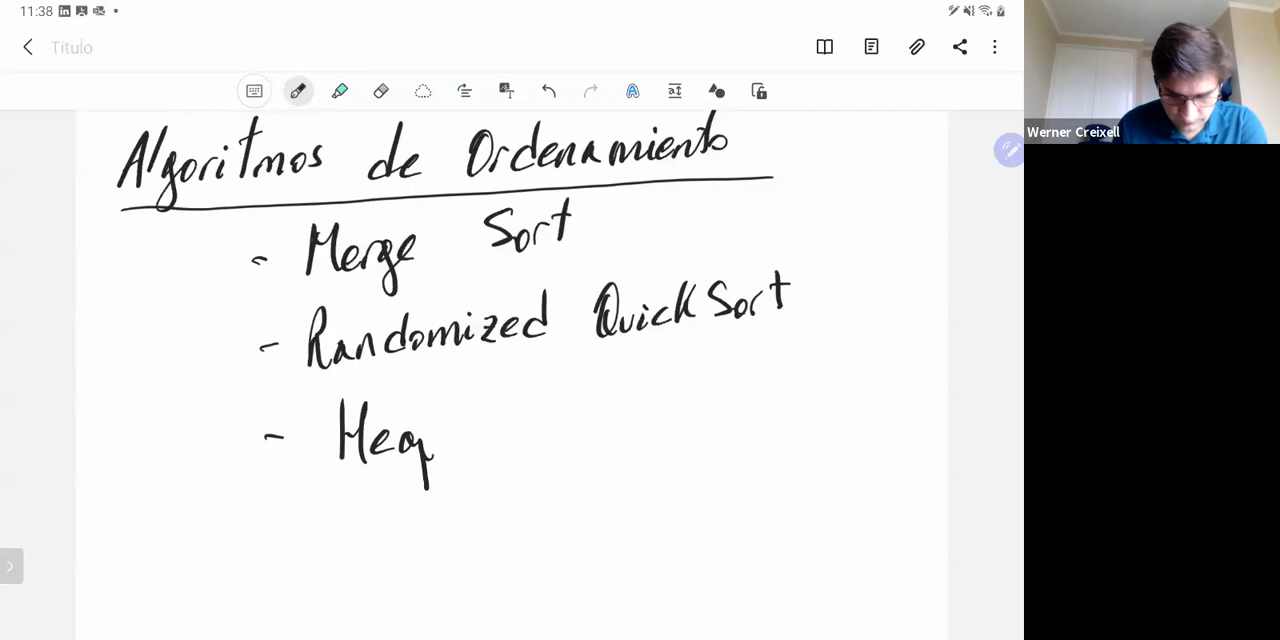 11:38
Título
Algoritmos de Ordenamiento
- Merge Sort
- Randomized QuickSort
- Heap
Werner Creixell